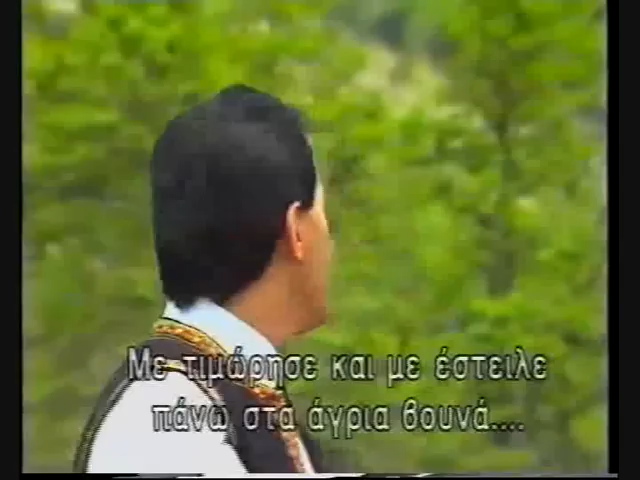 Με τιμώρησε και με έστειλε
πάνω στα άγρια βουνά....